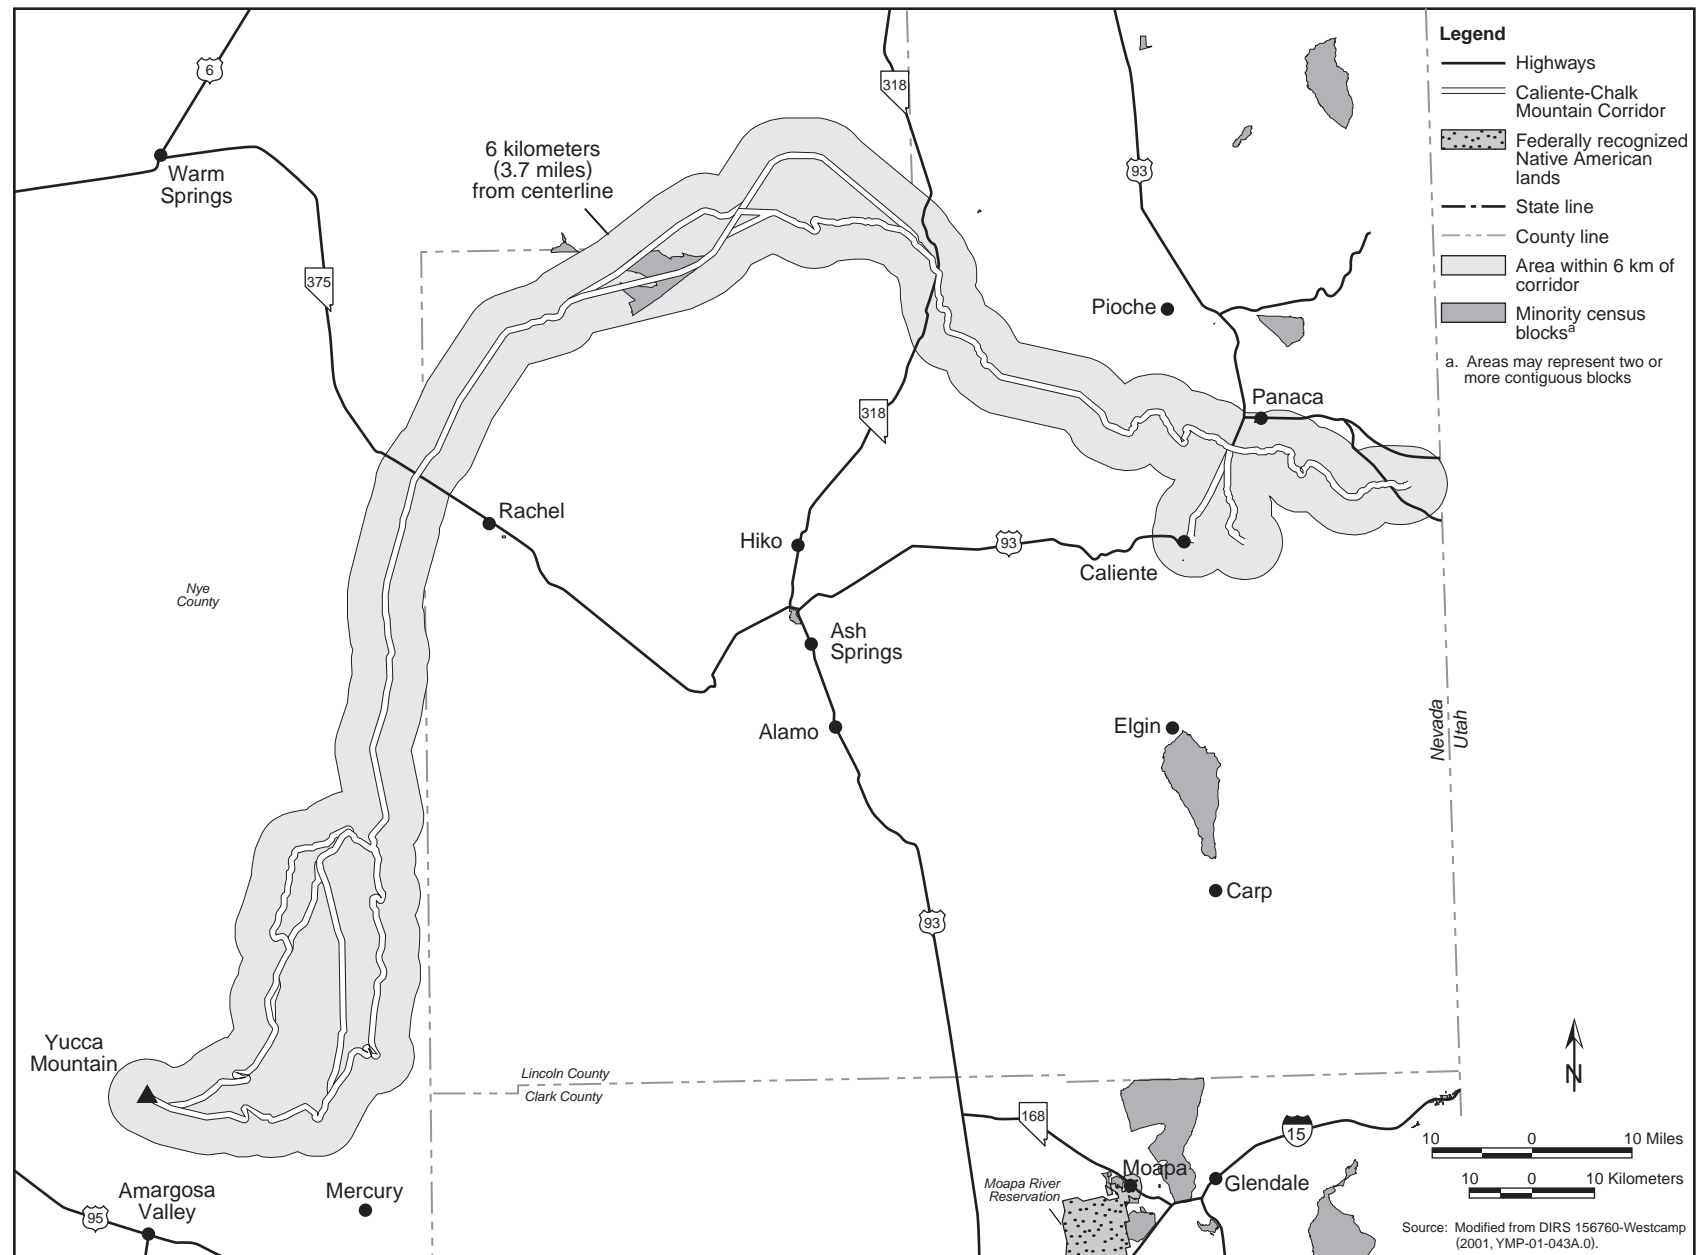 Legend
Highways
Caliente-Chalk
Mountain Corridor
Federally recognized
Native American
lands
State line
County line
Area within 6 km of
corridor
Minority census
blocksa
a. Areas may represent two or
more contiguous blocks
6
318
93
Warm
Springs
6 kilometers
(3.7 miles)
from centerline
375
Pioche
Panaca
318
Rachel
Hiko
93
Caliente
Nye
County
Ash
Springs
Alamo
Elgin
Nevada
Utah
Carp
93
Yucca
Mountain
Lincoln County
Clark County
N
168
15
10 0 10 Miles
10 0 10 Kilometers
Moapa
Glendale
Moapa River
Reservation
Amargosa
Valley
Mercury
95
Source: Modified from DIRS 156760-Westcamp
(2001, YMP-01-043A.0).